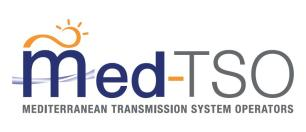 Med-TSO
MEDITERRANEAN TRANSMISSION SYSTEM OPERATORS